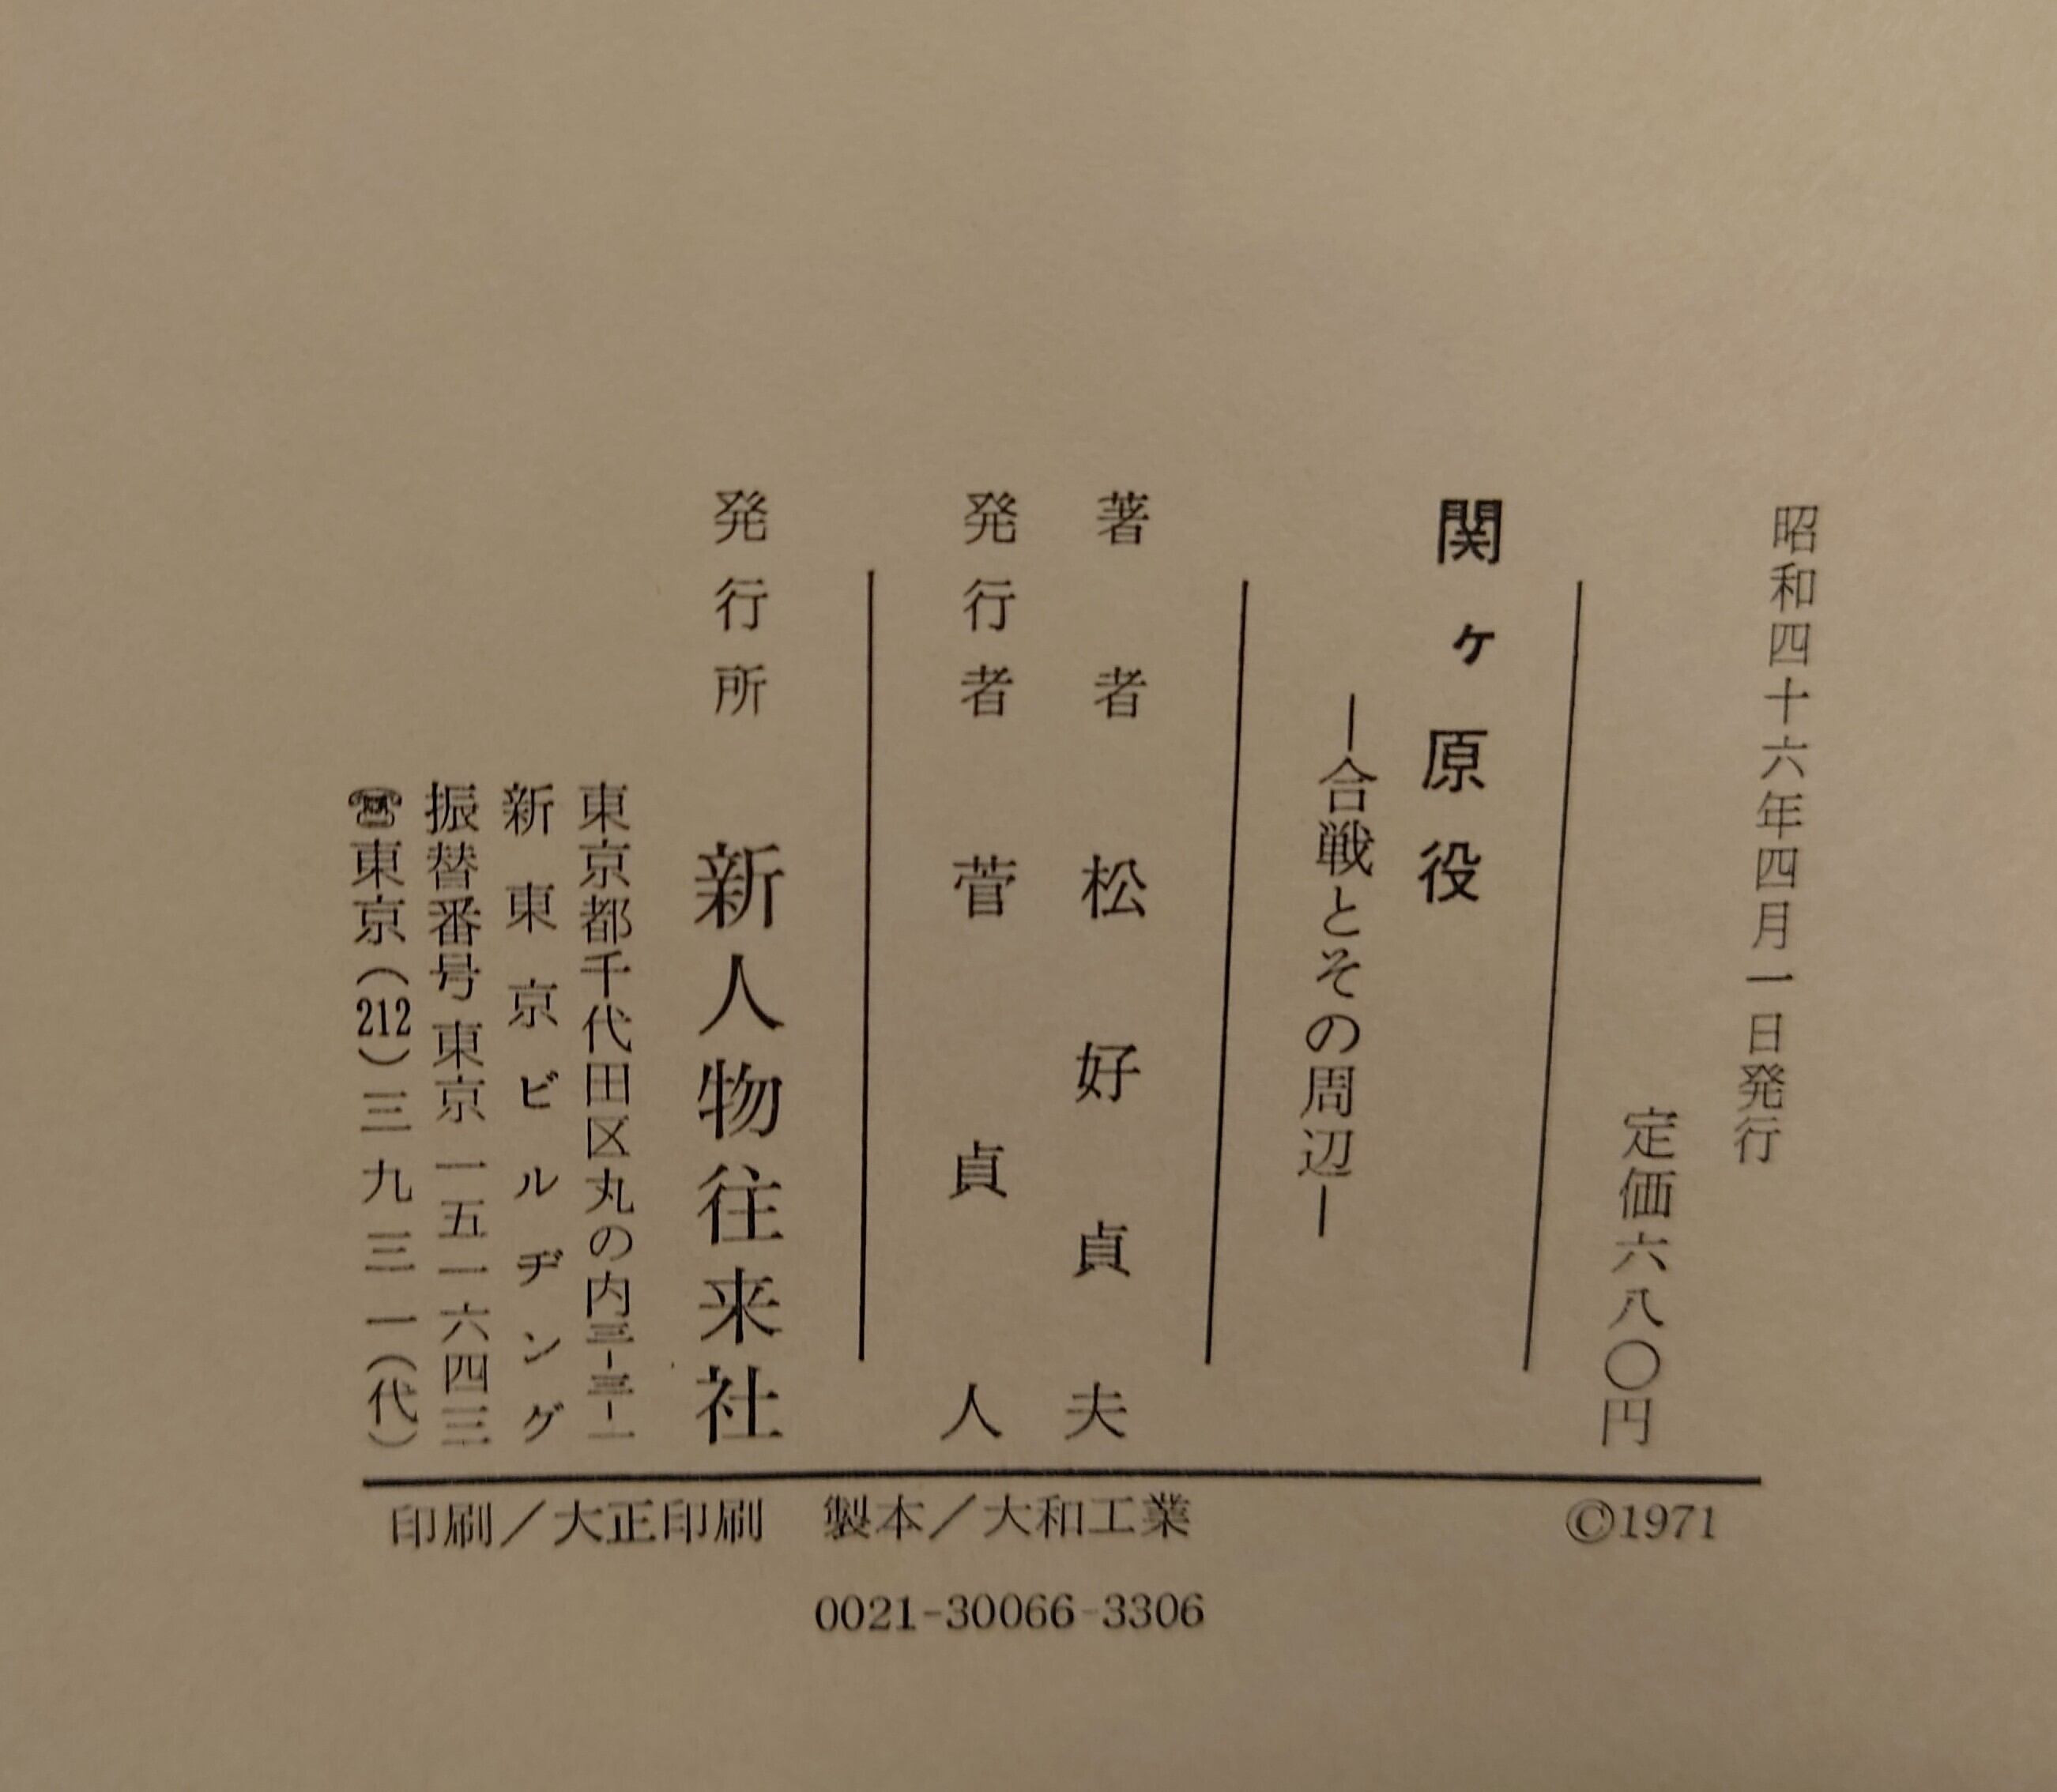 昭和四十六年四月一日発行
定価六八〇円
関ヶ原役
―合戦とその周辺―
著者 松好貞夫
発行者 菅貞人
発行所 新人物往来社
東京都千代田区丸の内三-三-一
新東京ビルヂング
振替番号 東京 一五一六四三
☎東京(212)三九三一(代)
印刷/大正印刷 製本/大和工業 ©1971
0021-30066-3306